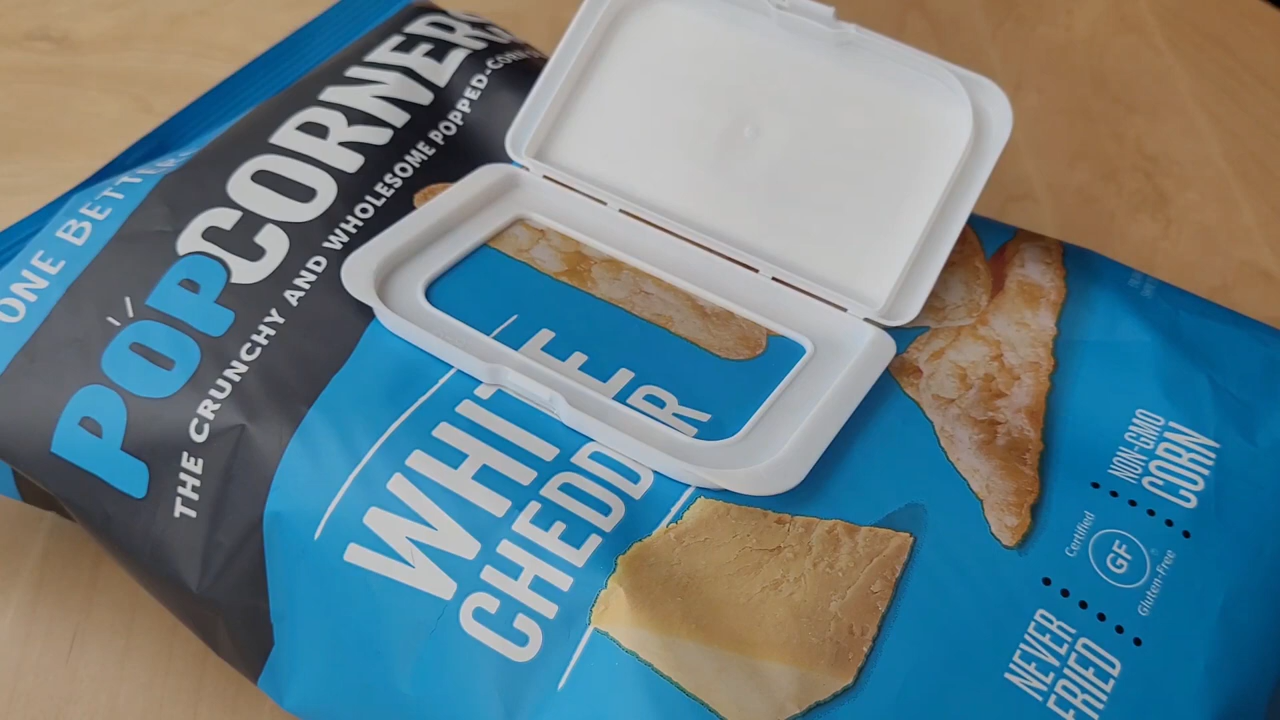 ONE BETTER
POPCORNERS
THE CRUNCHY AND WHOLESOME POPPED-CORN
WHITE
CHEDDAR
NON-GMO
CORN
Certified
GF
Gluten-Free
NEVER
FRIED